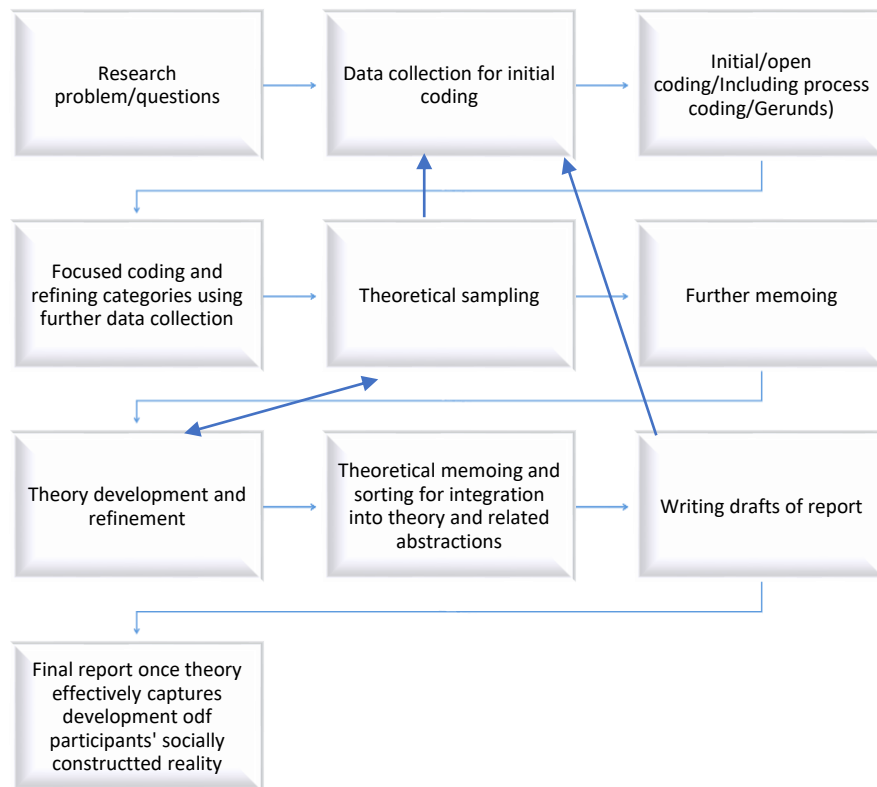 Research
problem/questions
Data collection for initial
coding
Initial/open
coding/Including process
coding/Gerunds)
Focused coding and
refining categories using
further data collection
Theoretical sampling
Further memoing
Theory development and
refinement
Theoretical memoing and
sorting for integration
into theory and related
abstractions
Writing drafts of report
Final report once theory
effectively captures
development odf
participants' socially
constructted reality